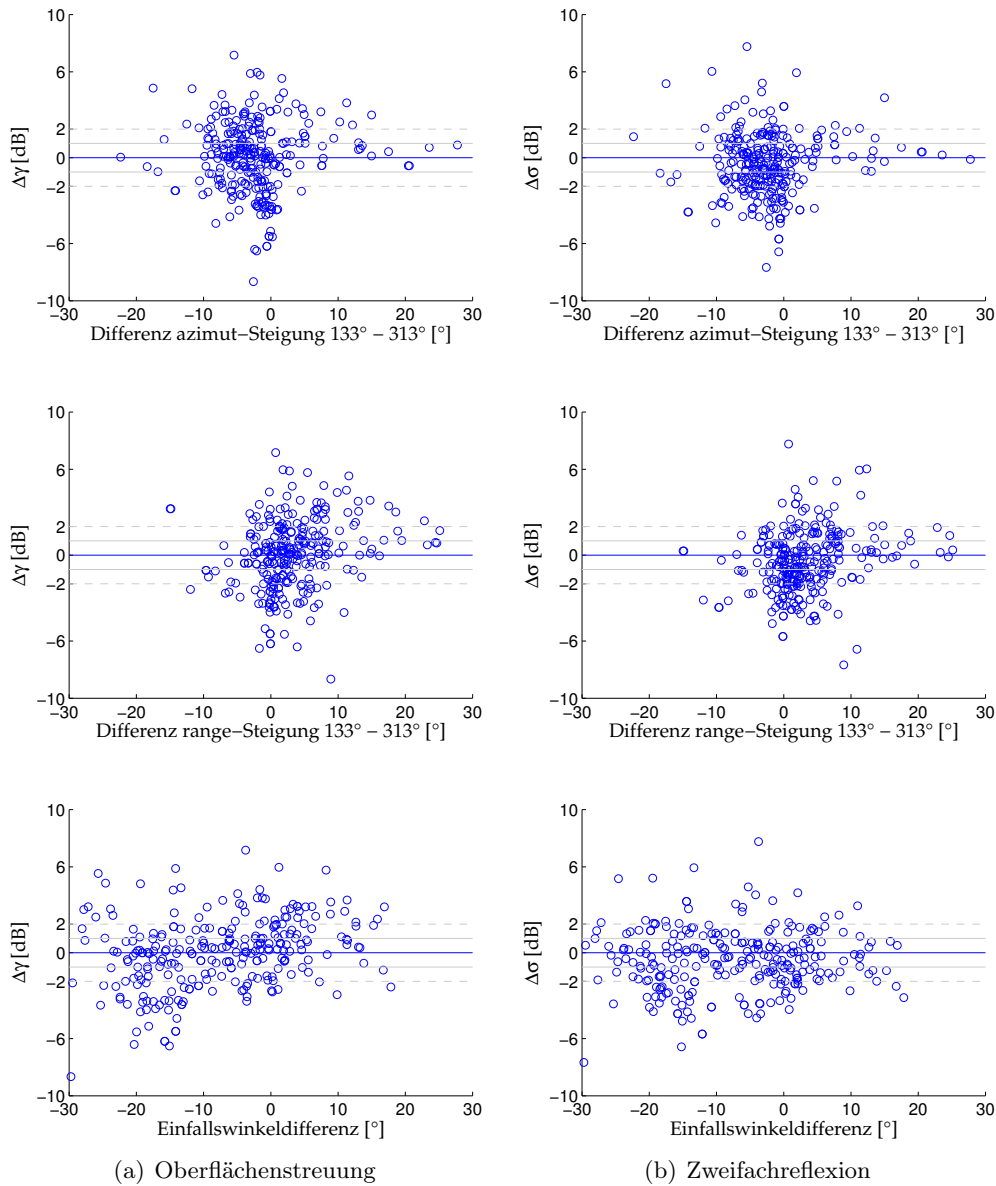 10
6
2
0
−2
−6
−10
Δγ [dB]
−30 −20 −10 0 10 20 30
Differenz azimut−Steigung 133° – 313° [°]
10
6
2
0
−2
−6
−10
Δσ [dB]
−30 −20 −10 0 10 20 30
Differenz azimut−Steigung 133° – 313° [°]
10
6
2
0
−2
−6
−10
Δγ [dB]
−30 −20 −10 0 10 20 30
Differenz range−Steigung 133° – 313° [°]
10
6
2
0
−2
−6
−10
Δσ [dB]
−30 −20 −10 0 10 20 30
Differenz range−Steigung 133° – 313° [°]
10
6
2
0
−2
−6
−10
Δγ [dB]
−30 −20 −10 0 10 20 30
Einfallswinkeldifferenz [°]
10
6
2
0
−2
−6
−10
Δσ [dB]
−30 −20 −10 0 10 20 30
Einfallswinkeldifferenz [°]
(a) Oberflächenstreuung
(b) Zweifachreflexion